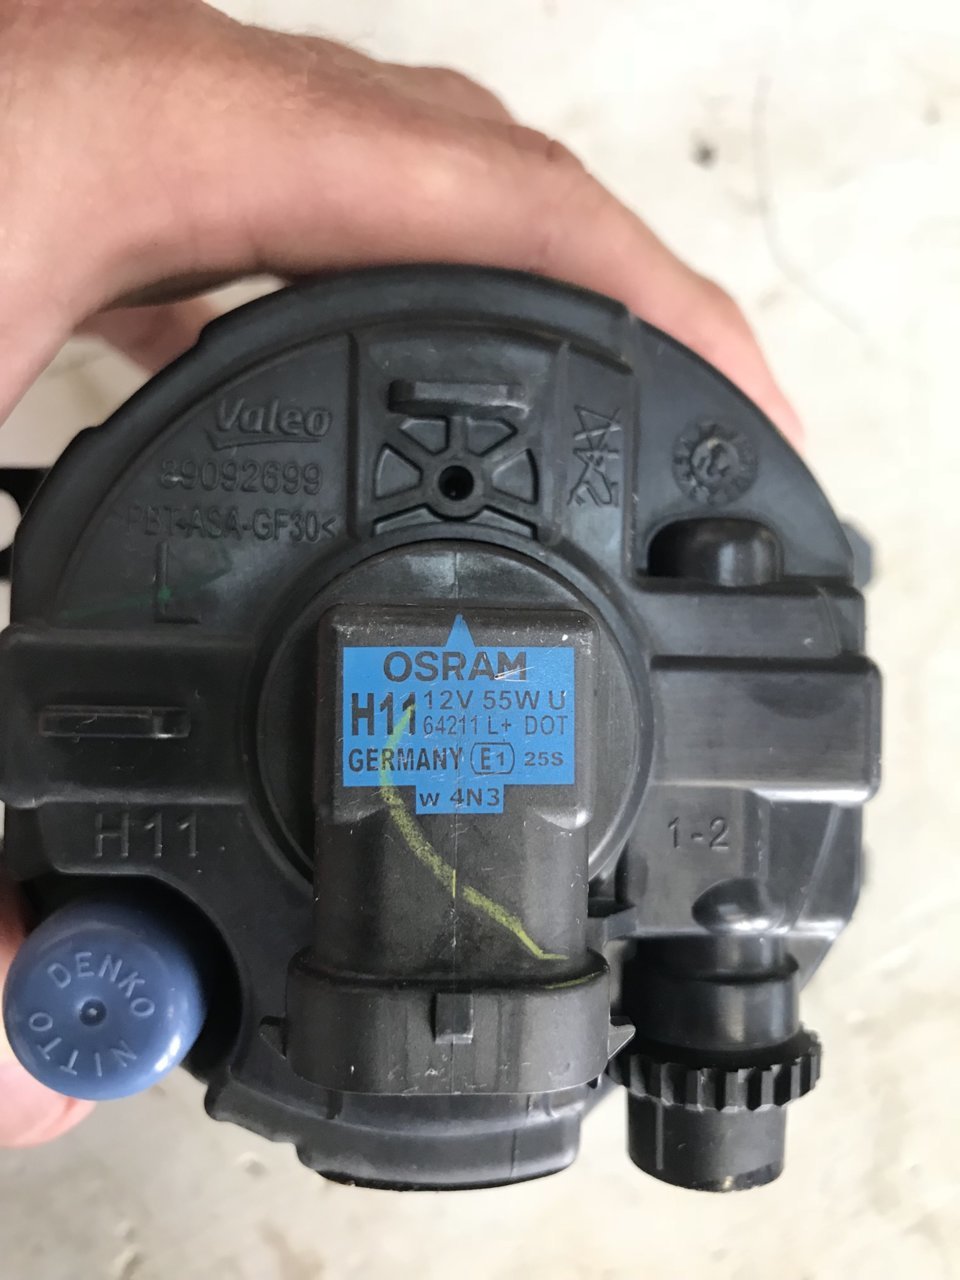 Valeo
89092699
PBT-ASA-GF30<
L
OSRAM
H11 12V 55W U
64211 L+ DOT
GERMANY E1 25S
W 4N3
H11
1-2
DENKO
NITTO